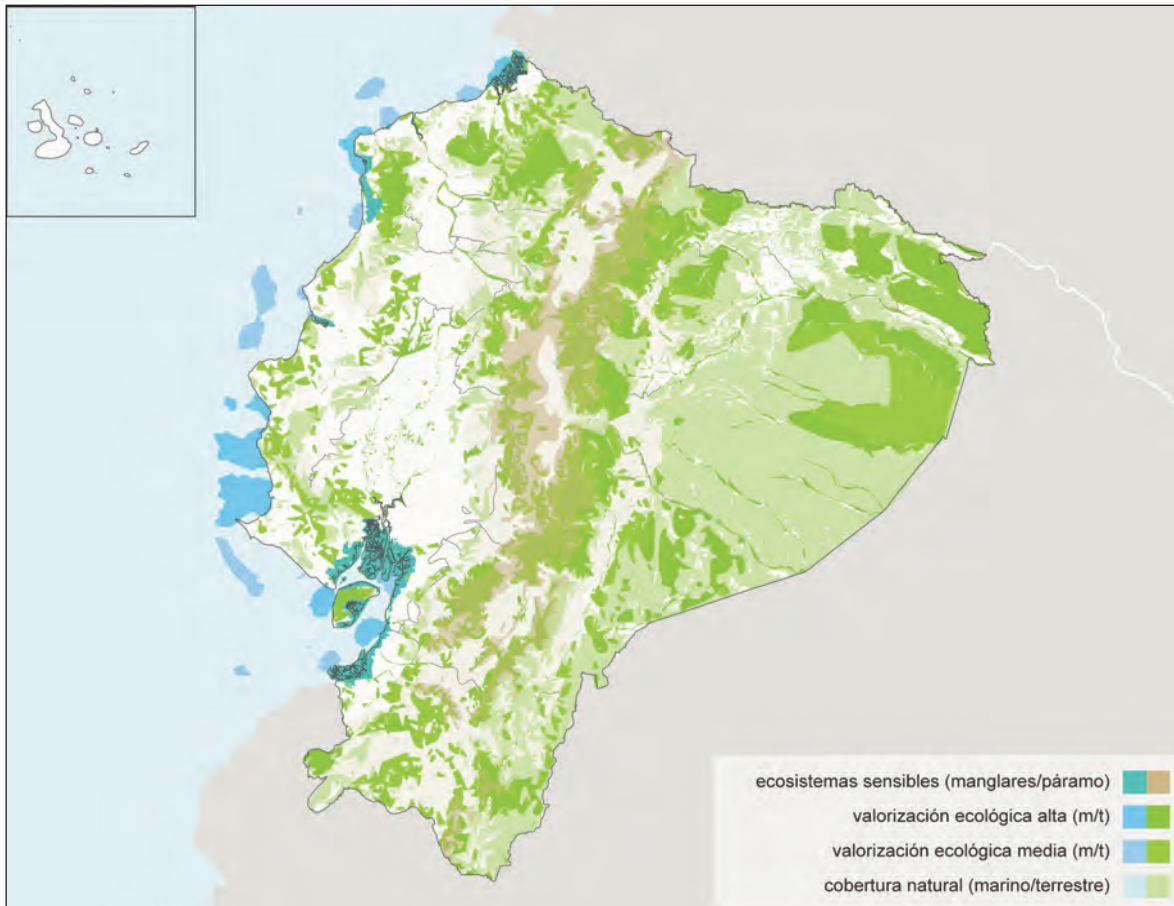 ecosistemas sensibles (manglares/páramo)
valorización ecológica alta (m/t)
valorización ecológica media (m/t)
cobertura natural (marino/terrestre)